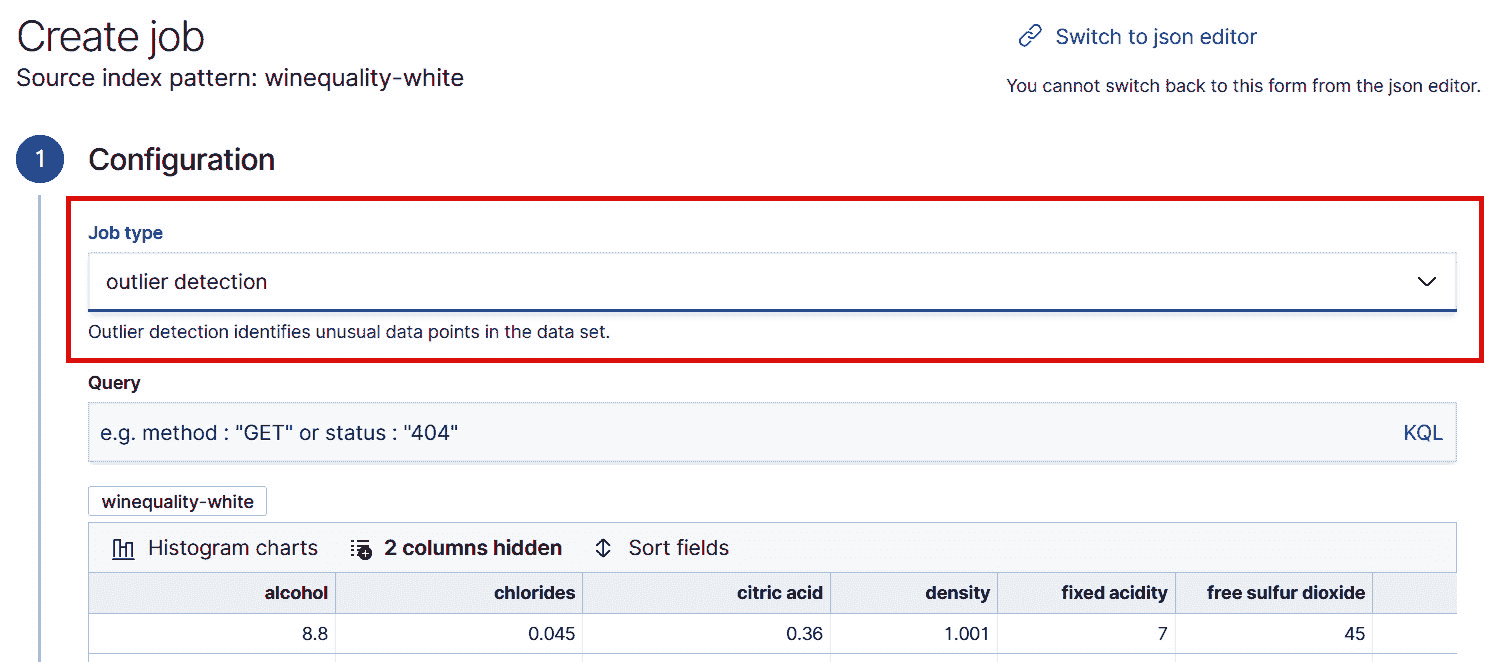 Create job
Switch to json editor
Source index pattern: winequality-white
You cannot switch back to this form from the json editor.
1 Configuration
Job type
outlier detection
Outlier detection identifies unusual data points in the data set.
Query
e.g. method : "GET" or status : "404" KQL
winequality-white
Histogram charts 2 columns hidden Sort fields
alcohol chlorides citric acid density fixed acidity free sulfur dioxide
8.8 0.045 0.36 1.001 7 45